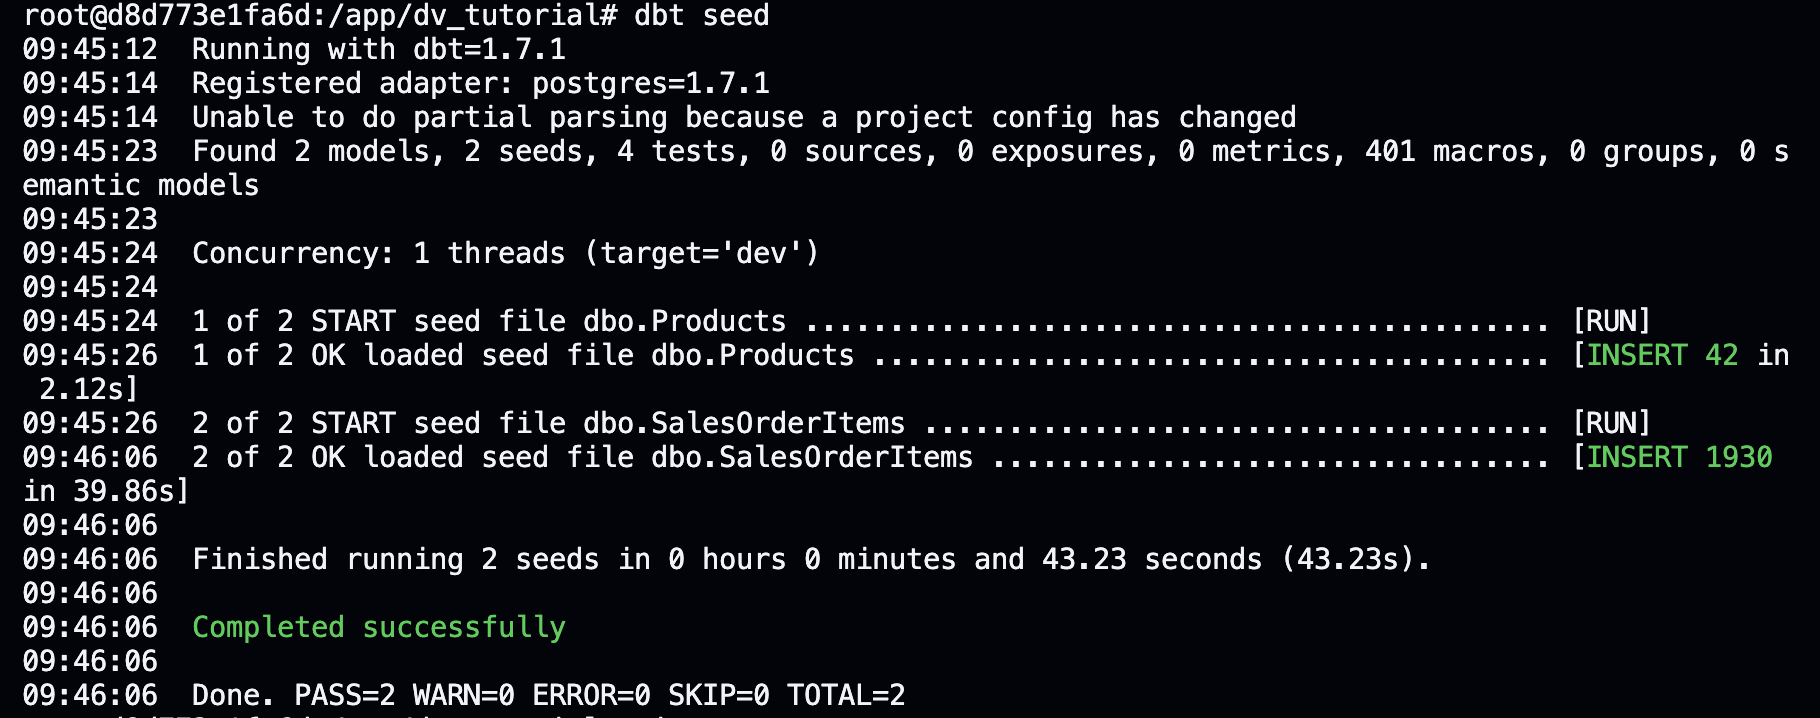 root@d8d773e1fa6d:/app/dv_tutorial# dbt seed
09:45:12  Running with dbt=1.7.1
09:45:14  Registered adapter: postgres=1.7.1
09:45:14  Unable to do partial parsing because a project config has changed
09:45:23  Found 2 models, 2 seeds, 4 tests, 0 sources, 0 exposures, 0 metrics, 401 macros, 0 groups, 0 s
emantic models
09:45:23
09:45:24  Concurrency: 1 threads (target='dev')
09:45:24
09:45:24  1 of 2 START seed file dbo.Products ............................................ [RUN]
09:45:26  1 of 2 OK loaded seed file dbo.Products ........................................ [INSERT 42 in
 2.12s]
09:45:26  2 of 2 START seed file dbo.SalesOrderItems ..................................... [RUN]
09:46:06  2 of 2 OK loaded seed file dbo.SalesOrderItems ................................. [INSERT 1930
in 39.86s]
09:46:06
09:46:06  Finished running 2 seeds in 0 hours 0 minutes and 43.23 seconds (43.23s).
09:46:06
09:46:06  Completed successfully
09:46:06
09:46:06  Done. PASS=2 WARN=0 ERROR=0 SKIP=0 TOTAL=2